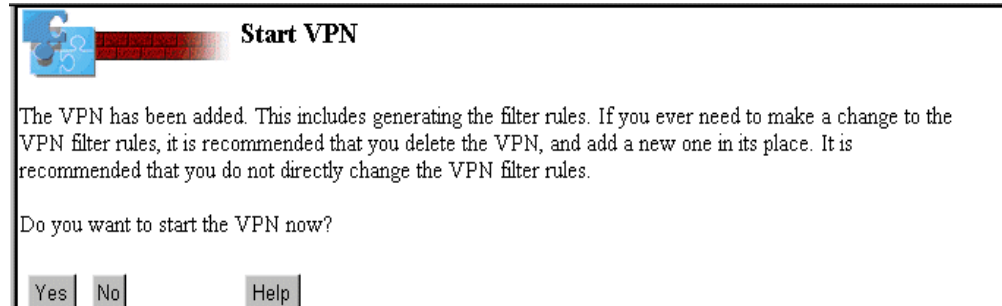 Start VPN
The VPN has been added. This includes generating the filter rules. If you ever need to make a change to the
VPN filter rules, it is recommended that you delete the VPN, and add a new one in its place. It is
recommended that you do not directly change the VPN filter rules.
Do you want to start the VPN now?
Yes No Help